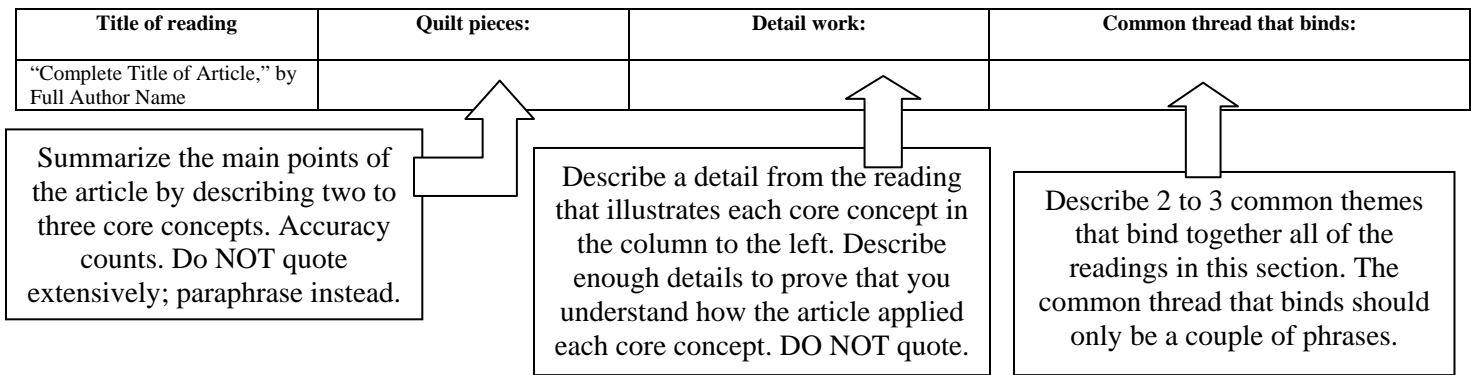 Title of reading
Quilt pieces:
Detail work:
Common thread that binds:
“Complete Title of Article,” by
Full Author Name
Summarize the main points of
the article by describing two to
three core concepts. Accuracy
counts. Do NOT quote
extensively; paraphrase instead.
Describe a detail from the reading
that illustrates each core concept in
the column to the left. Describe
enough details to prove that you
understand how the article applied
each core concept. DO NOT quote.
Describe 2 to 3 common themes
that bind together all of the
readings in this section. The
common thread that binds should
only be a couple of phrases.